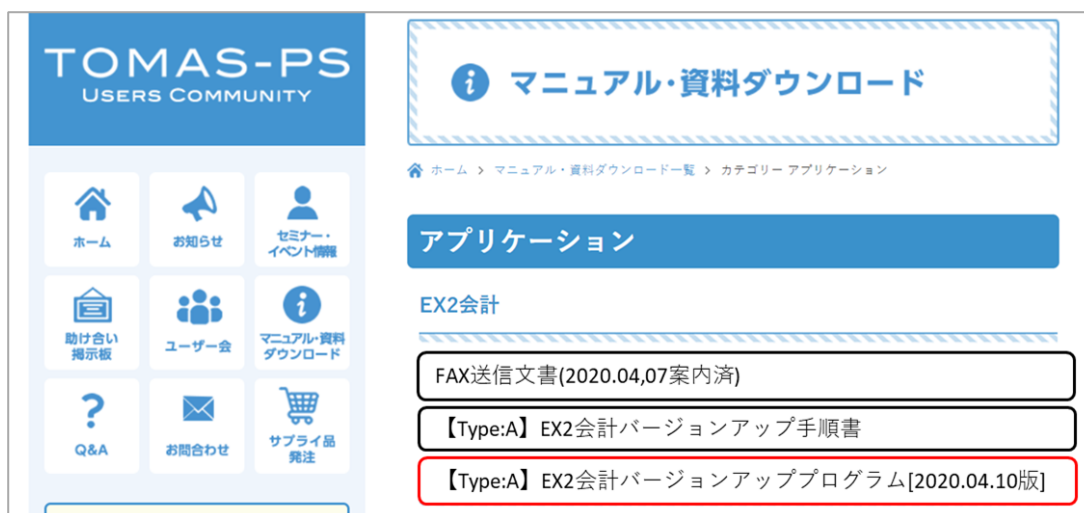 TOMAS-PS
USERS COMMUNITY
マニュアル・資料ダウンロード
ホーム > マニュアル・資料ダウンロード一覧 > カテゴリー アプリケーション
ホーム
お知らせ
セミナー・
イベント情報
助け合い
掲示板
ユーザー会
マニュアル・資料
ダウンロード
Q&A
お問合わせ
サプライ品
発注
アプリケーション
EX2会計
FAX送信文書(2020.04,07案内済)
【Type:A】EX2会計バージョンアップ手順書
【Type:A】EX2会計バージョンアッププログラム[2020.04.10版]